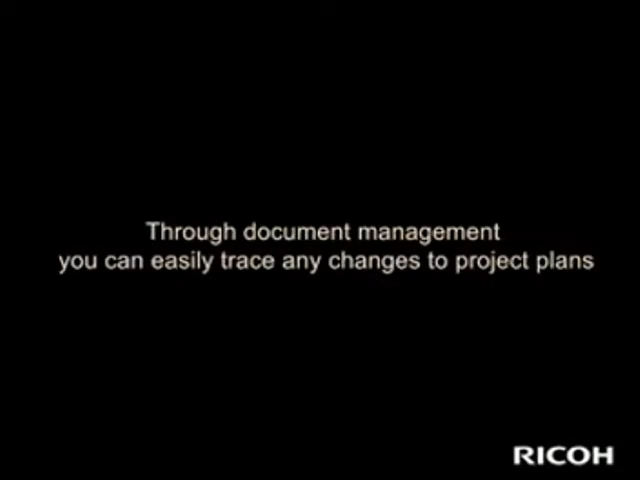 Through document management
you can easily trace any changes to project plans
RICOH